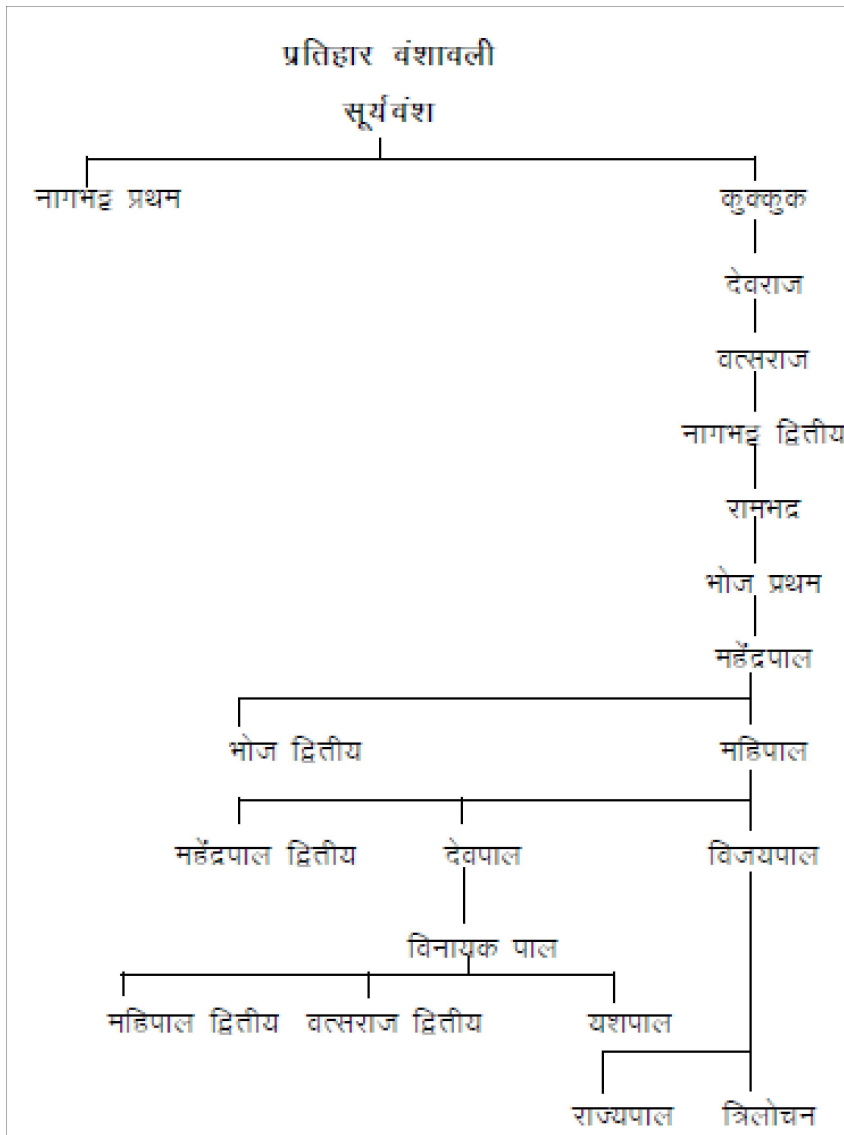 प्रतिहार वंशावली
सूर्यवंश
नागभट्ट प्रथम कुक्कुक
देवराज
वत्सराज
नागभट्ट द्वितीय
रामभद्र
भोज प्रथम
महेंद्रपाल
भोज द्वितीय महिपाल
महेंद्रपाल द्वितीय देवपाल विजयपाल
विनायक पाल
महिपाल द्वितीय वत्सराज द्वितीय यशपाल
राज्यपाल त्रिलोचन